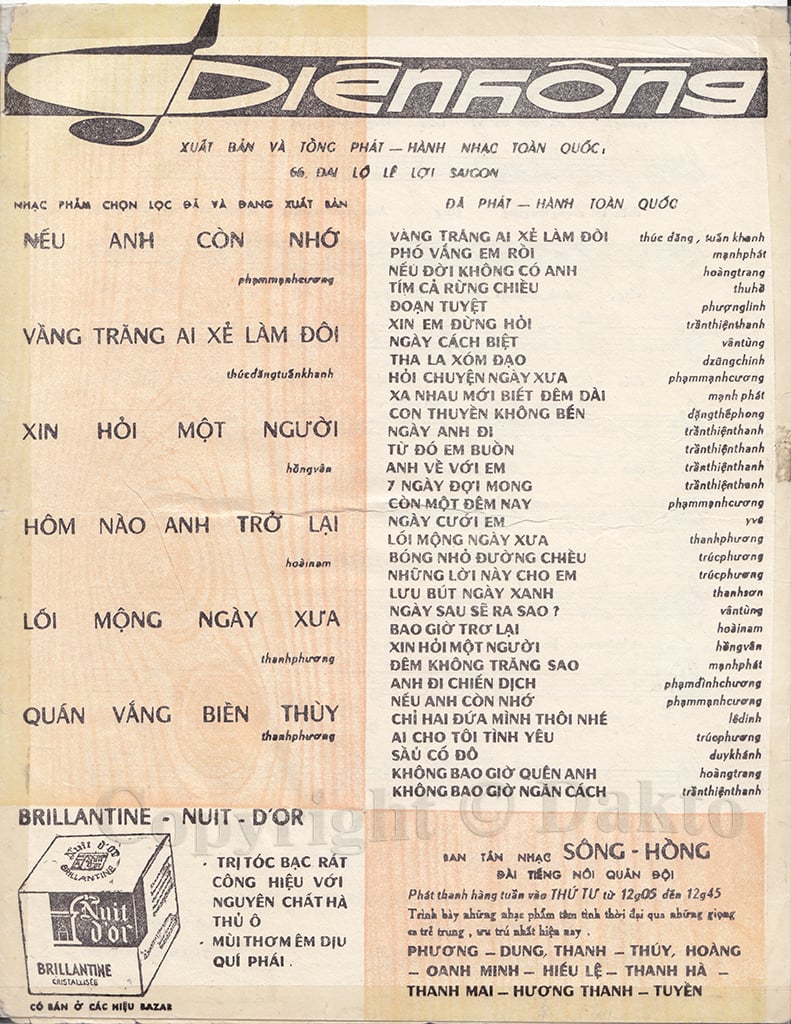 DIÊNHỒNG
XUẤT BẢN VÀ TỔNG PHÁT – HÀNH NHẠC TOÀN QUỐC:
66, ĐẠI LỘ LÊ LỢI SAIGON
NHẠC PHẨM CHỌN LỌC ĐÃ VÀ ĐANG XUẤT BẢN
NẾU ANH CÒN NHỚ
phạmmạnhcương
VẦNG TRĂNG AI XẺ LÀM ĐÔI
thúcđăngtuấnkhanh
XIN HỎI MỘT NGƯỜI
hồngvân
HÔM NÀO ANH TRỞ LẠI
hoàinam
LỐI MỘNG NGÀY XƯA
thanhphương
QUÁN VẮNG BIÊN THÙY
thanhphương
ĐÃ PHÁT – HÀNH TOÀN QUỐC
VẦNG TRĂNG AI XẺ LÀM ĐÔI thúc đăng, tuấn khanh
PHỐ VẮNG EM RỒI mạnhphát
NẾU ĐỜI KHÔNG CÓ ANH hoàngtrang
TÍM CẢ RỪNG CHIỀU thuhồ
ĐOẠN TUYỆT phượnglinh
XIN EM ĐỪNG HỎI trầnthiệnthanh
NGÀY CÁCH BIỆT vântùng
THA LA XÓM ĐẠO dzũngchinh
HỎI CHUYỆN NGÀY XƯA phạmmạnhcương
XA NHAU MỚI BIẾT ĐÊM DÀI mạnh phát
CON THUYỀN KHÔNG BẾN đặngthếphong
NGÀY ANH ĐI trầnthiệnthanh
TỪ ĐÓ EM BUỒN trầnthiệnthanh
ANH VỀ VỚI EM trầnthiệnthanh
7 NGÀY ĐỢI MONG trầnthiệnthanh
CÒN MỘT ĐÊM NAY phạmmạnhcương
NGÀY CƯỚI EM yvũ
LỐI MỘNG NGÀY XƯA thanhphương
BÓNG NHỎ ĐƯỜNG CHIỀU trúcphương
NHỮNG LỜI NÀY CHO EM trúcphương
LƯU BÚT NGÀY XANH thanhsơn
NGÀY SAU SẼ RA SAO ? vântùng
BAO GIỜ TRƠ LẠI hoàinam
XIN HỎI MỘT NGƯỜI hồngvân
ĐÊM KHÔNG TRĂNG SAO mạnhphát
ANH ĐI CHIẾN DỊCH phạmđìnhchương
NẾU ANH CÒN NHỚ phạmmạnhcương
CHỈ HAI ĐỨA MÌNH THÔI NHÉ lêdinh
AI CHO TÔI TÌNH YÊU trúcphương
SẦU CỐ ĐÔ duykhánh
KHÔNG BAO GIỜ QUÊN ANH hoàngtrang
KHÔNG BAO GIỜ NGĂN CÁCH trầnthiệnthanh
Copyright © Dakto
BRILLANTINE - NUIT - D'OR
Nuit d'or
BRILLANTINE
Nuit
d'or
BRILLANTINE
CRISTALLISÉE
• TRỊ TÓC BẠC RẤT
CÔNG HIỆU VỚI
NGUYÊN CHẤT HÀ
THỦ Ô
• MÙI THƠM ÊM DỊU
QUÍ PHÁI.
CÓ BÁN Ở CÁC HIỆU BAZAR
BAN TÂN NHẠC SÔNG - HỒNG
ĐÀI TIẾNG NÓI QUÂN ĐỘI
Phát thanh hàng tuần vào THỨ TƯ từ 12g05 đến 12g45
Trình bày những nhạc phẩm tâm tình thời đại qua những giọng
ca trẻ trung, ưu tú nhất hiện nay.
PHƯƠNG – DUNG, THANH – THÚY, HOÀNG
– OANH MINH – HIẾU LỆ – THANH HÀ –
THANH MAI – HƯƠNG THANH – TUYỀN